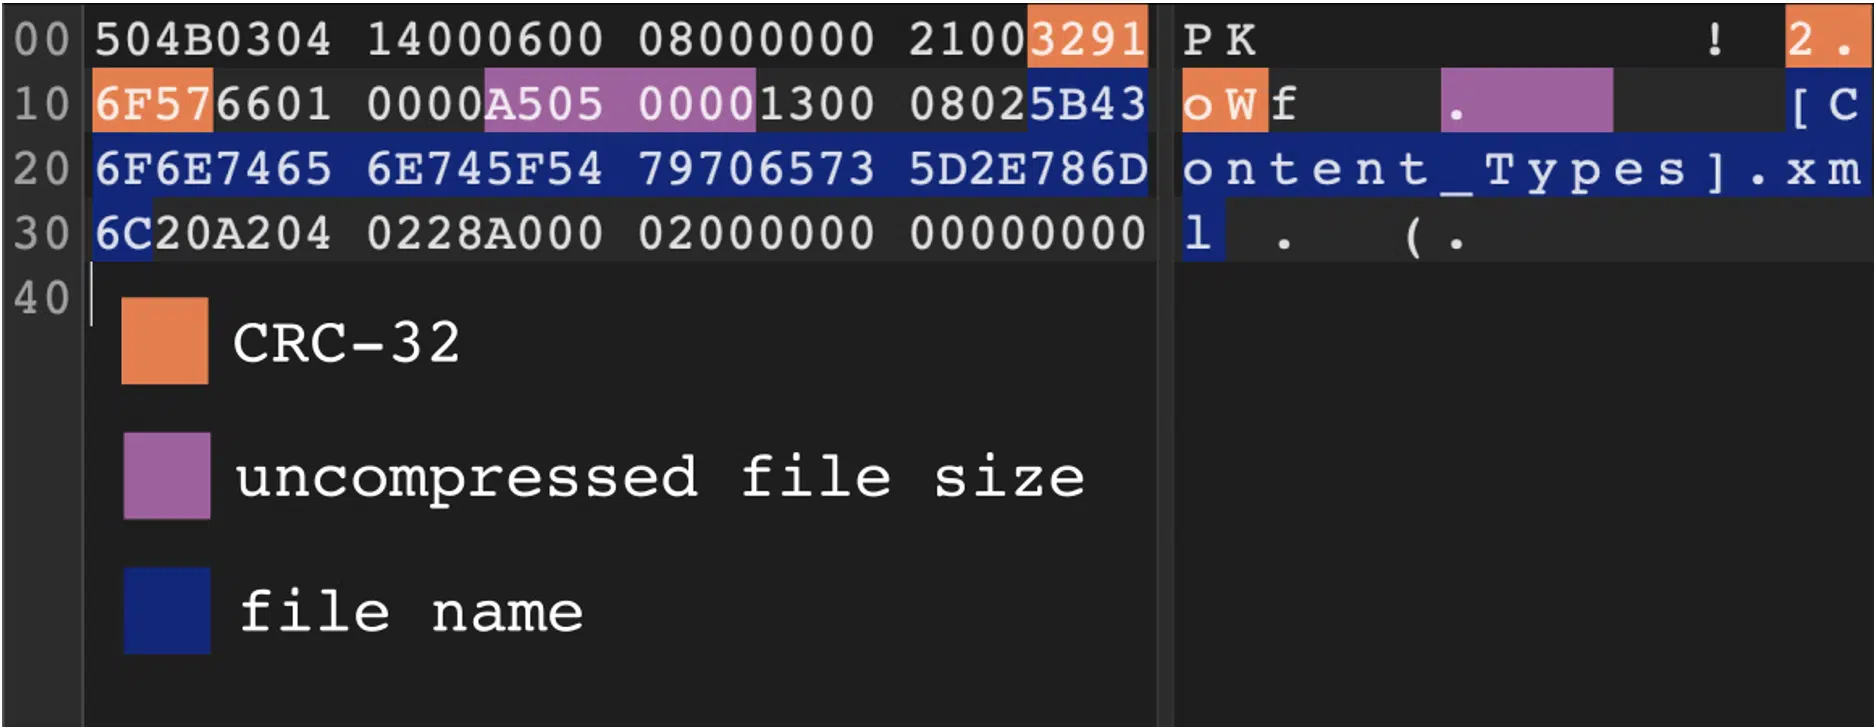 00 504B0304 14000600 08000000 21003291 PK ! 2.
10 6F576601 0000A505 00001300 08025B43 oWf . [C
20 6F6E7465 6E745F54 79706573 5D2E786D ontent_Types].xm
30 6C20A204 0228A000 02000000 00000000 l . (.
40
CRC-32
uncompressed file size
file name